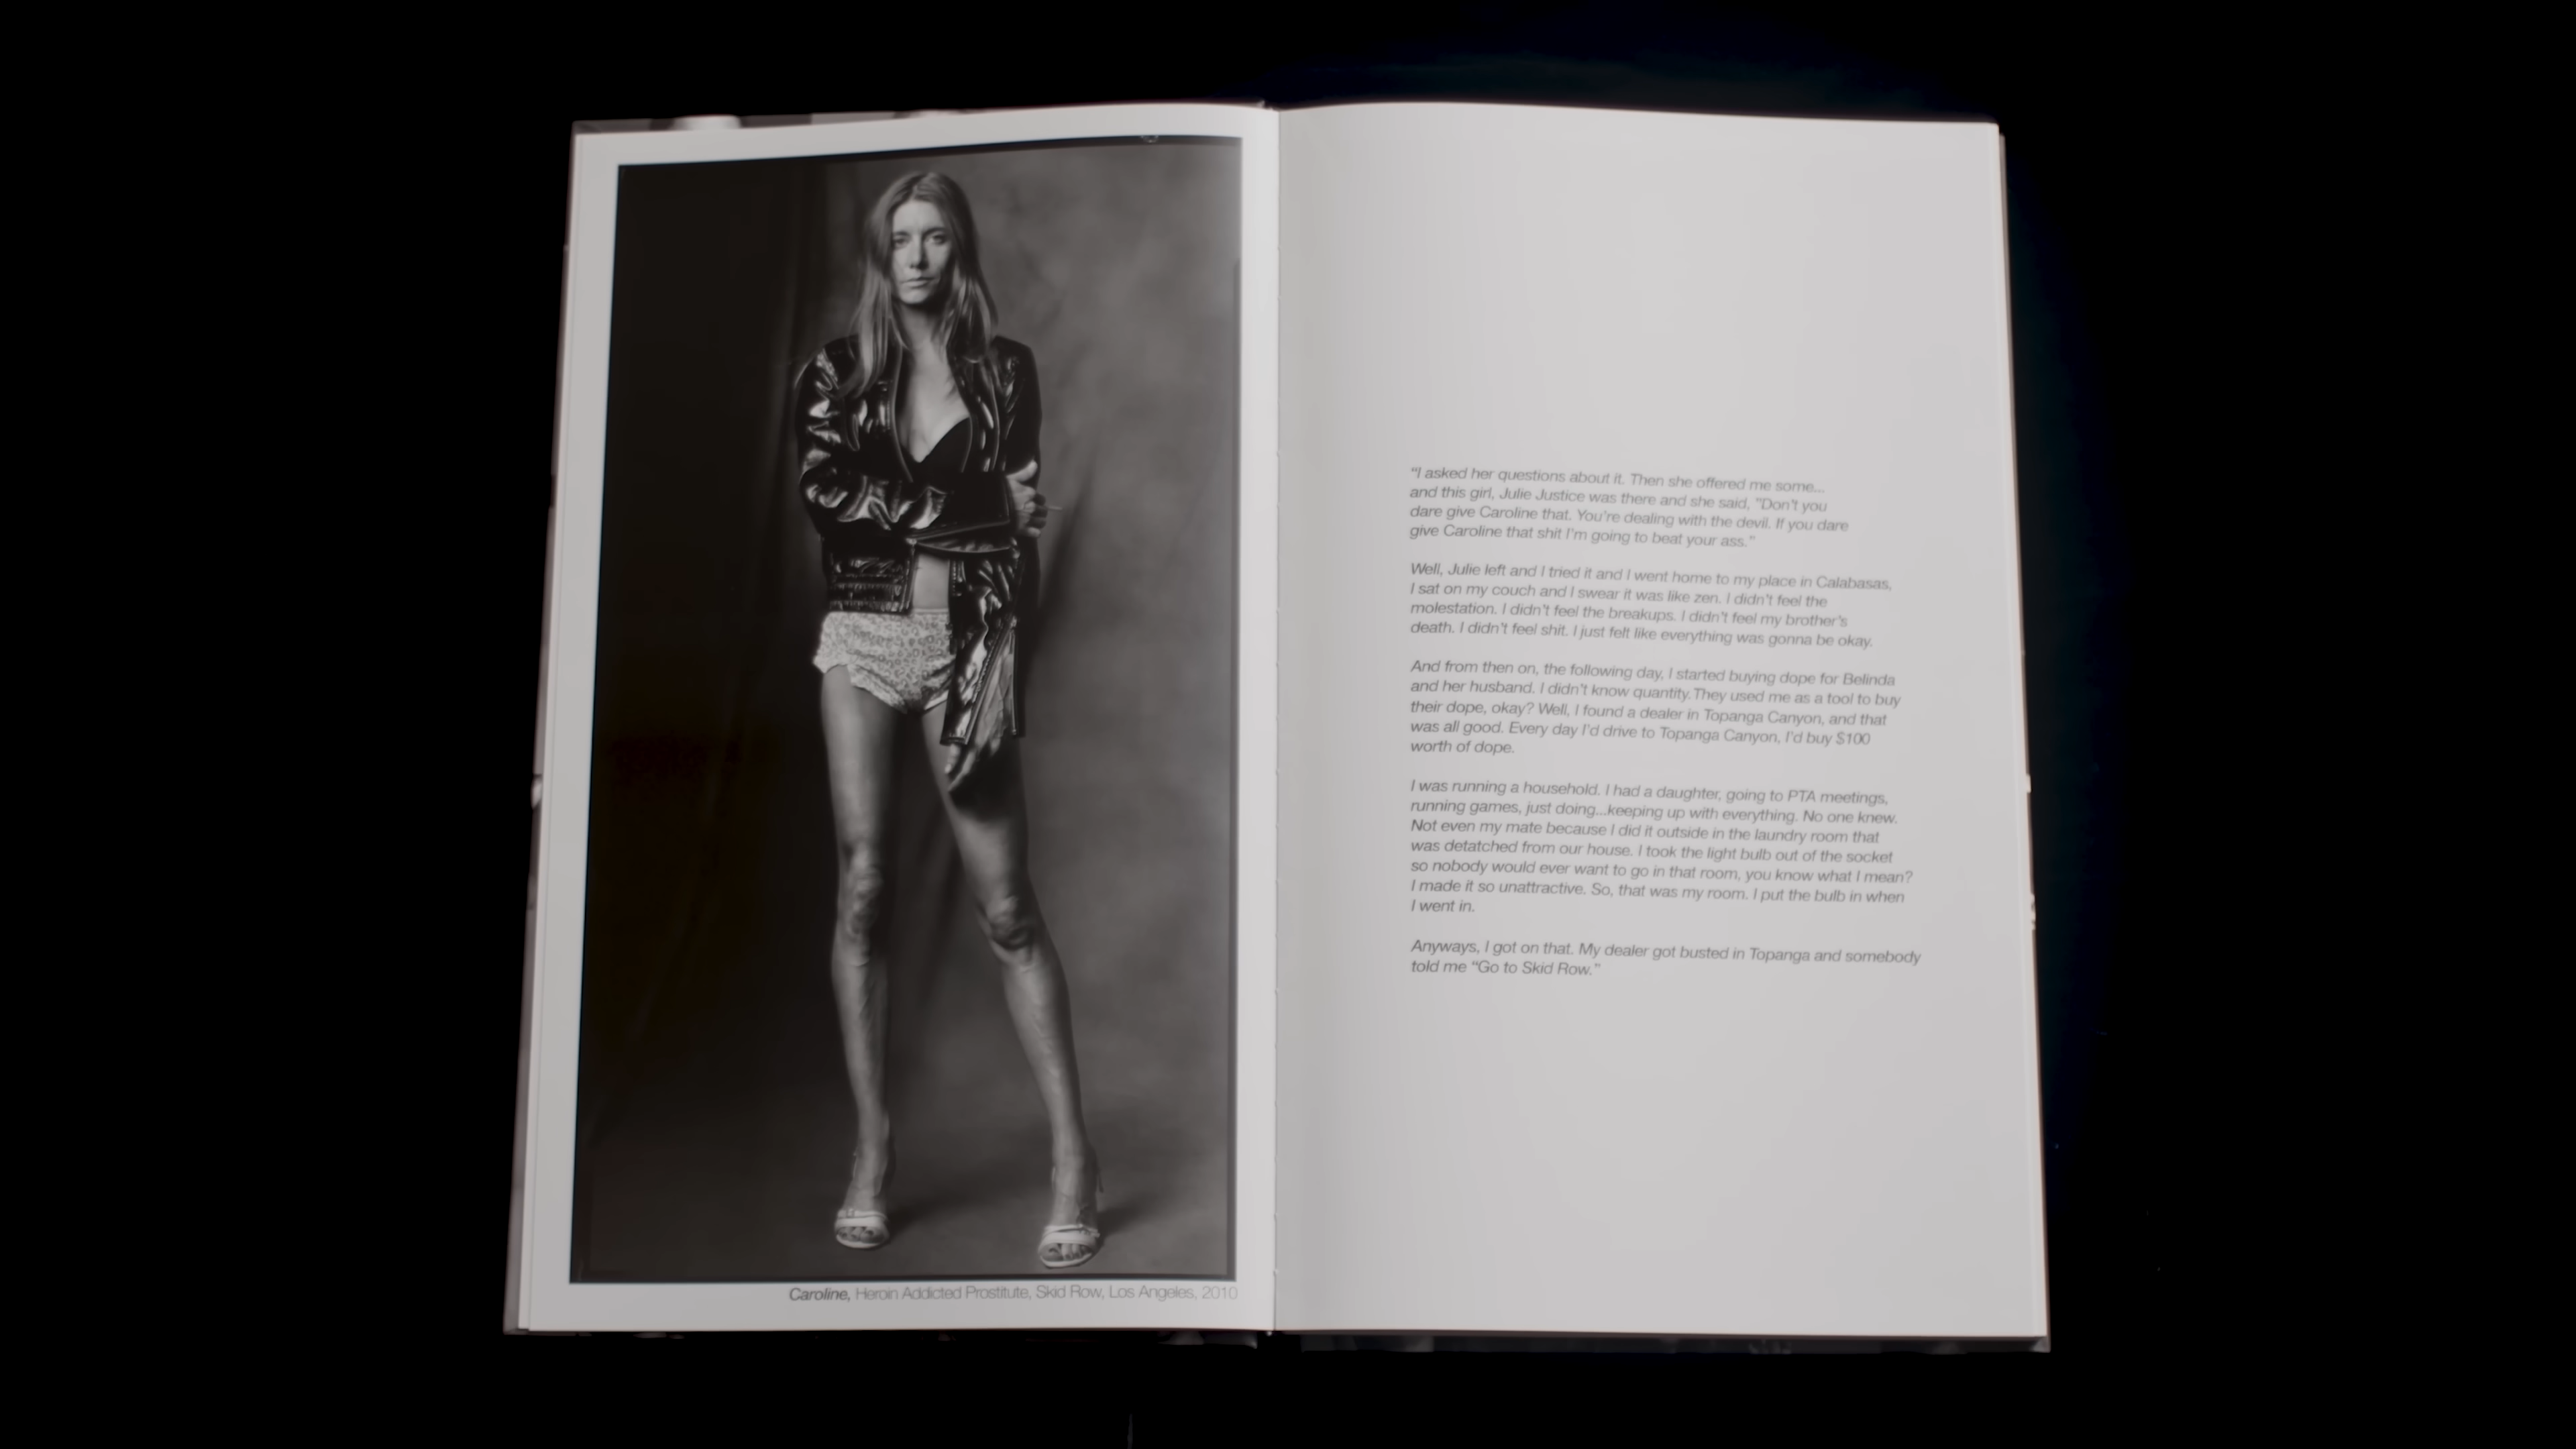 Caroline, Heroin Addicted Prostitute, Skid Row, Los Angeles, 2010
“I asked her questions about it. Then she offered me some...
and this girl, Julie Justice was there and she said, "Don't you
dare give Caroline that. You're dealing with the devil. If you dare
give Caroline that shit I'm going to beat your ass."
Well, Julie left and I tried it and I went home to my place in Calabasas,
I sat on my couch and I swear it was like zen. I didn't feel the
molestation. I didn't feel the breakups. I didn't feel my brother's
death. I didn't feel shit. I just felt like everything was gonna be okay.
And from then on, the following day, I started buying dope for Belinda
and her husband. I didn't know quantity. They used me as a tool to buy
their dope, okay? Well, I found a dealer in Topanga Canyon, and that
was all good. Every day I'd drive to Topanga Canyon, I'd buy $100
worth of dope.
I was running a household. I had a daughter, going to PTA meetings,
running games, just doing...keeping up with everything. No one knew.
Not even my mate because I did it outside in the laundry room that
was detatched from our house. I took the light bulb out of the socket
so nobody would ever want to go in that room, you know what I mean?
I made it so unattractive. So, that was my room. I put the bulb in when
I went in.
Anyways, I got on that. My dealer got busted in Topanga and somebody
told me “Go to Skid Row.”